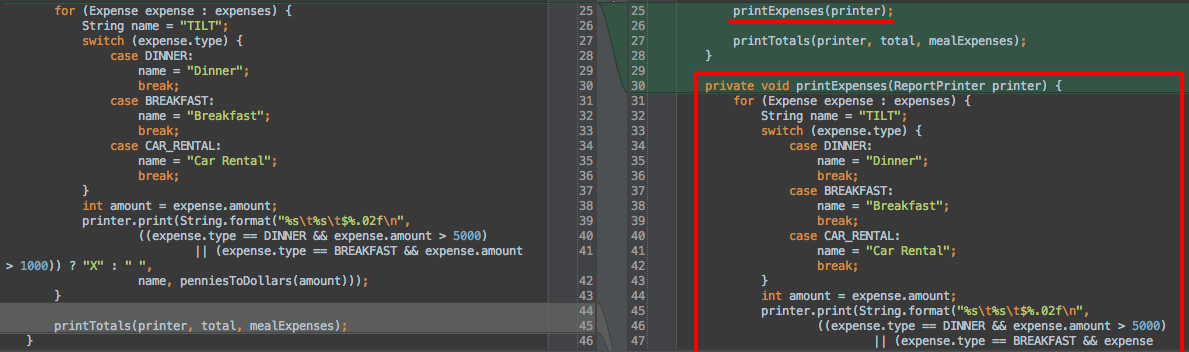 for (Expense expense : expenses) { 25
String name = "TILT"; 26
switch (expense.type) { 27
case DINNER: 28
name = "Dinner"; 29
break; 30
case BREAKFAST: 31
name = "Breakfast"; 32
break; 33
case CAR_RENTAL: 34
name = "Car Rental"; 35
break; 36
} 37
int amount = expense.amount; 38
printer.print(String.format("%s\t%s\t$%.02f\n", 39
((expense.type == DINNER && expense.amount > 5000) 40
|| (expense.type == BREAKFAST && expense.amount 41
> 1000)) ? "X" : " ",
name, penniesToDollars(amount))); 42
} 43
44
printTotals(printer, total, mealExpenses); 45
} 46
25 printExpenses(printer);
26
27 printTotals(printer, total, mealExpenses);
28 }
29
30 private void printExpenses(ReportPrinter printer) {
31 for (Expense expense : expenses) {
32 String name = "TILT";
33 switch (expense.type) {
34 case DINNER:
35 name = "Dinner";
36 break;
37 case BREAKFAST:
38 name = "Breakfast";
39 break;
40 case CAR_RENTAL:
41 name = "Car Rental";
42 break;
43 }
44 int amount = expense.amount;
45 printer.print(String.format("%s\t%s\t$%.02f\n",
46 ((expense.type == DINNER && expense.amount > 5000)
47 || (expense.type == BREAKFAST && expense